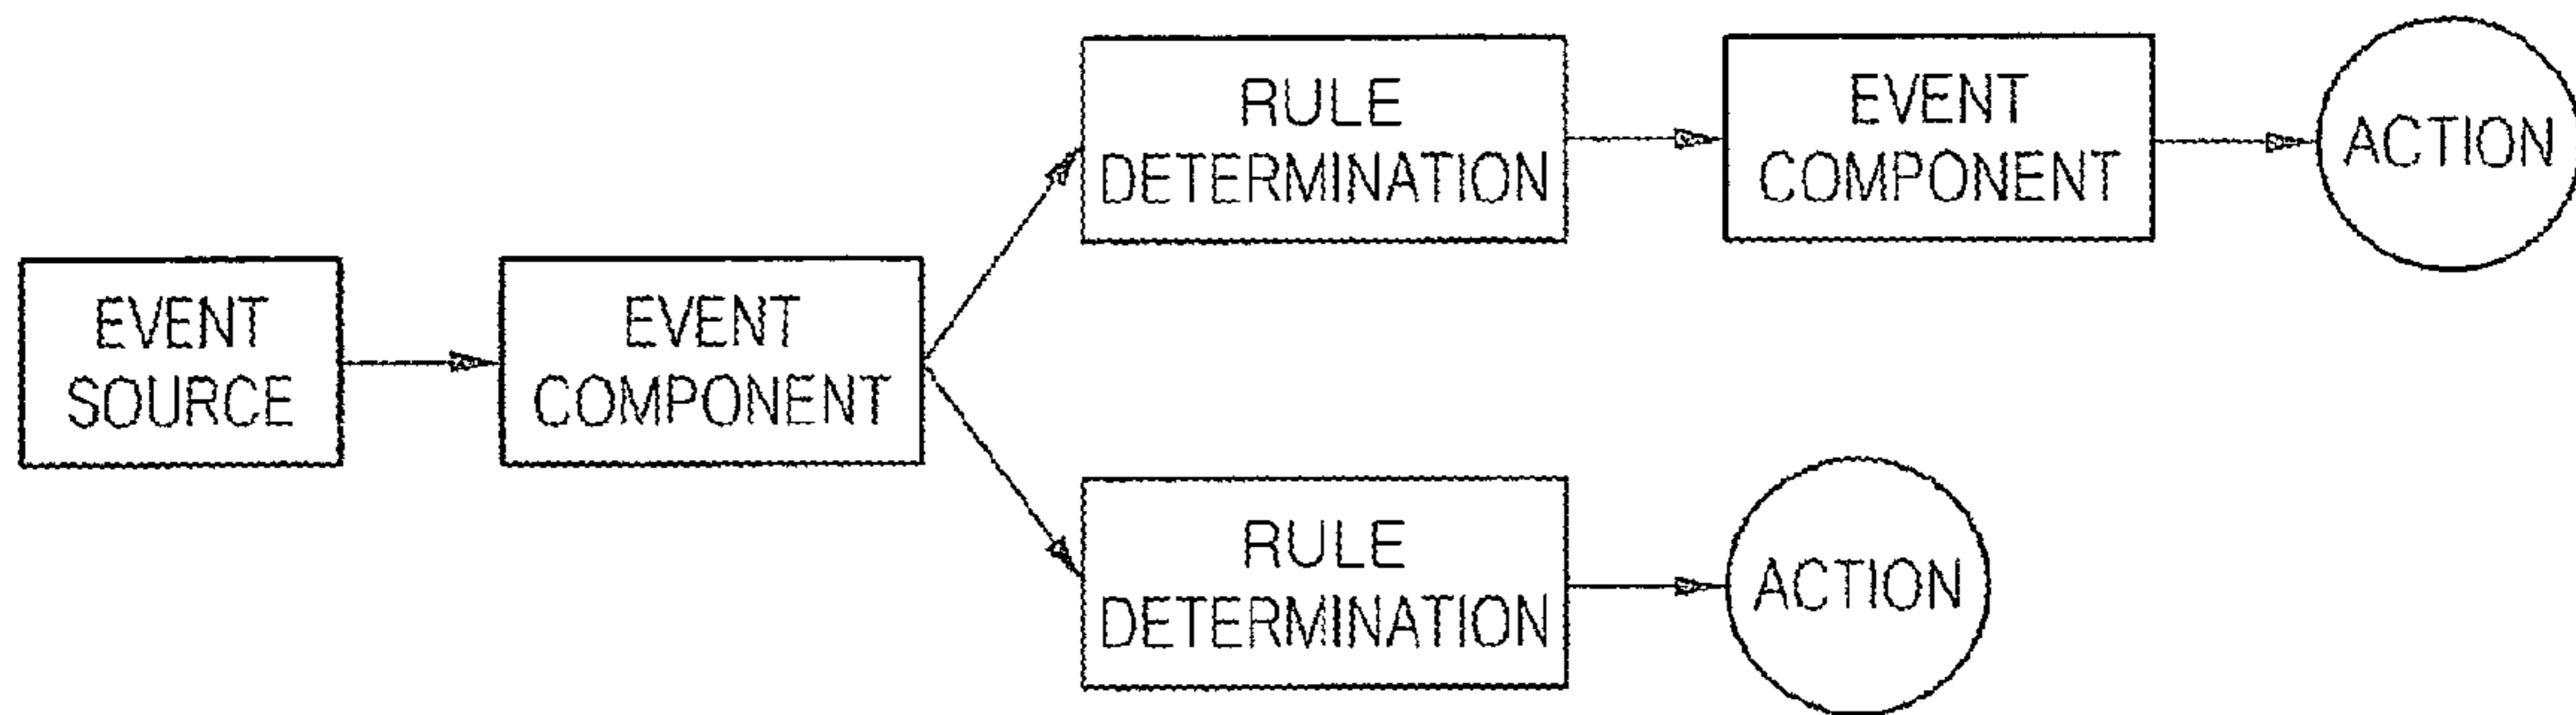 EVENT
SOURCE
EVENT
COMPONENT
RULE
DETERMINATION
EVENT
COMPONENT
ACTION
RULE
DETERMINATION
ACTION